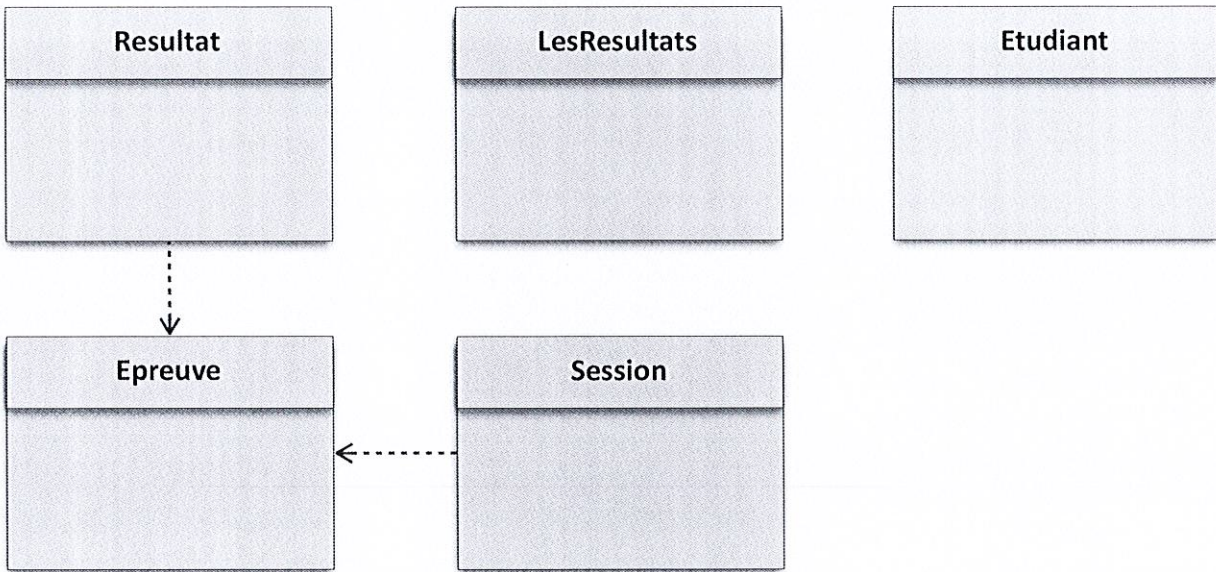 Resultat
LesResultats
Etudiant
Epreuve
Session